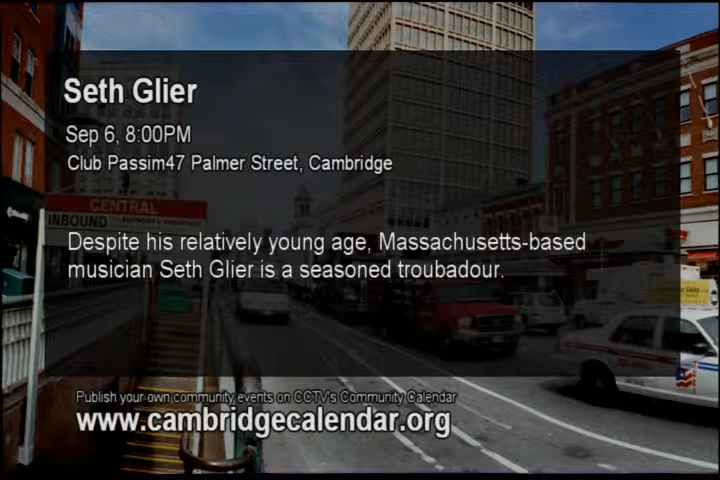 Seth Glier
Sep 6, 8:00PM
Club Passim47 Palmer Street, Cambridge
CENTRAL
INBOUND
Despite his relatively young age, Massachusetts-based
musician Seth Glier is a seasoned troubadour.
Publish your own community events on CCTV's Community Calendar
www.cambridgecalendar.org